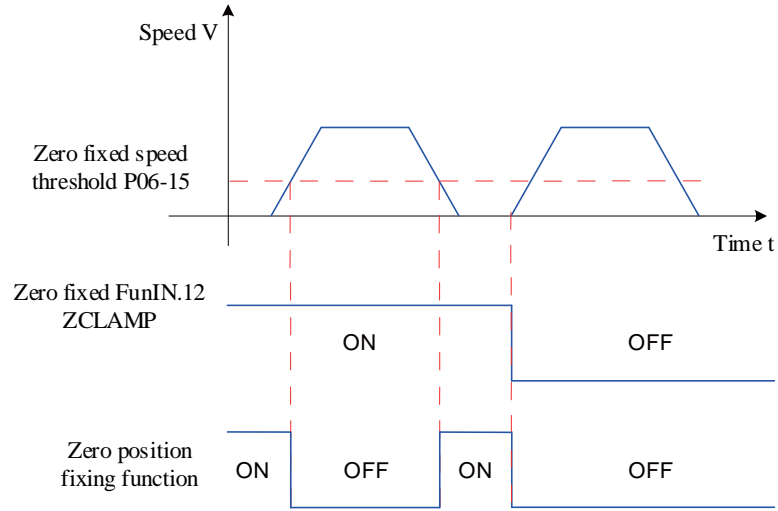 Speed V
Zero fixed speed
threshold P06-15
Time t
Zero fixed FunIN.12
ZCLAMP
ON
OFF
Zero position
fixing function
ON
OFF
ON
OFF